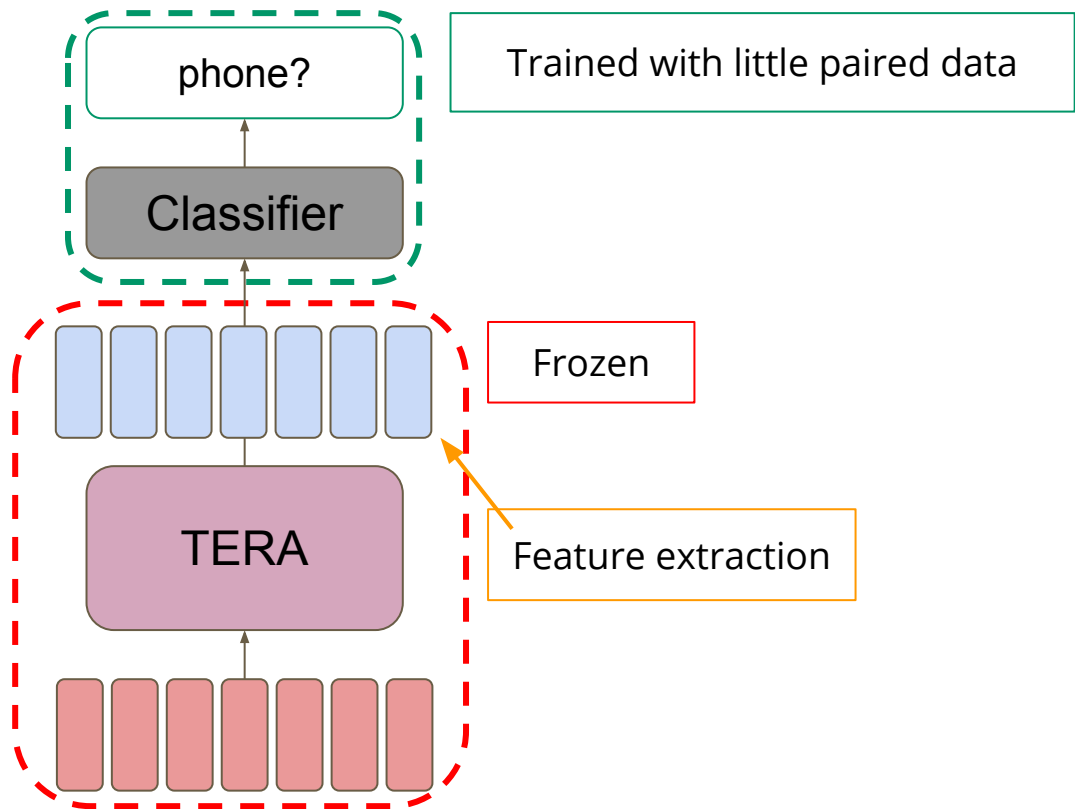 phone?
Trained with little paired data
Classifier
Frozen
TERA
Feature extraction